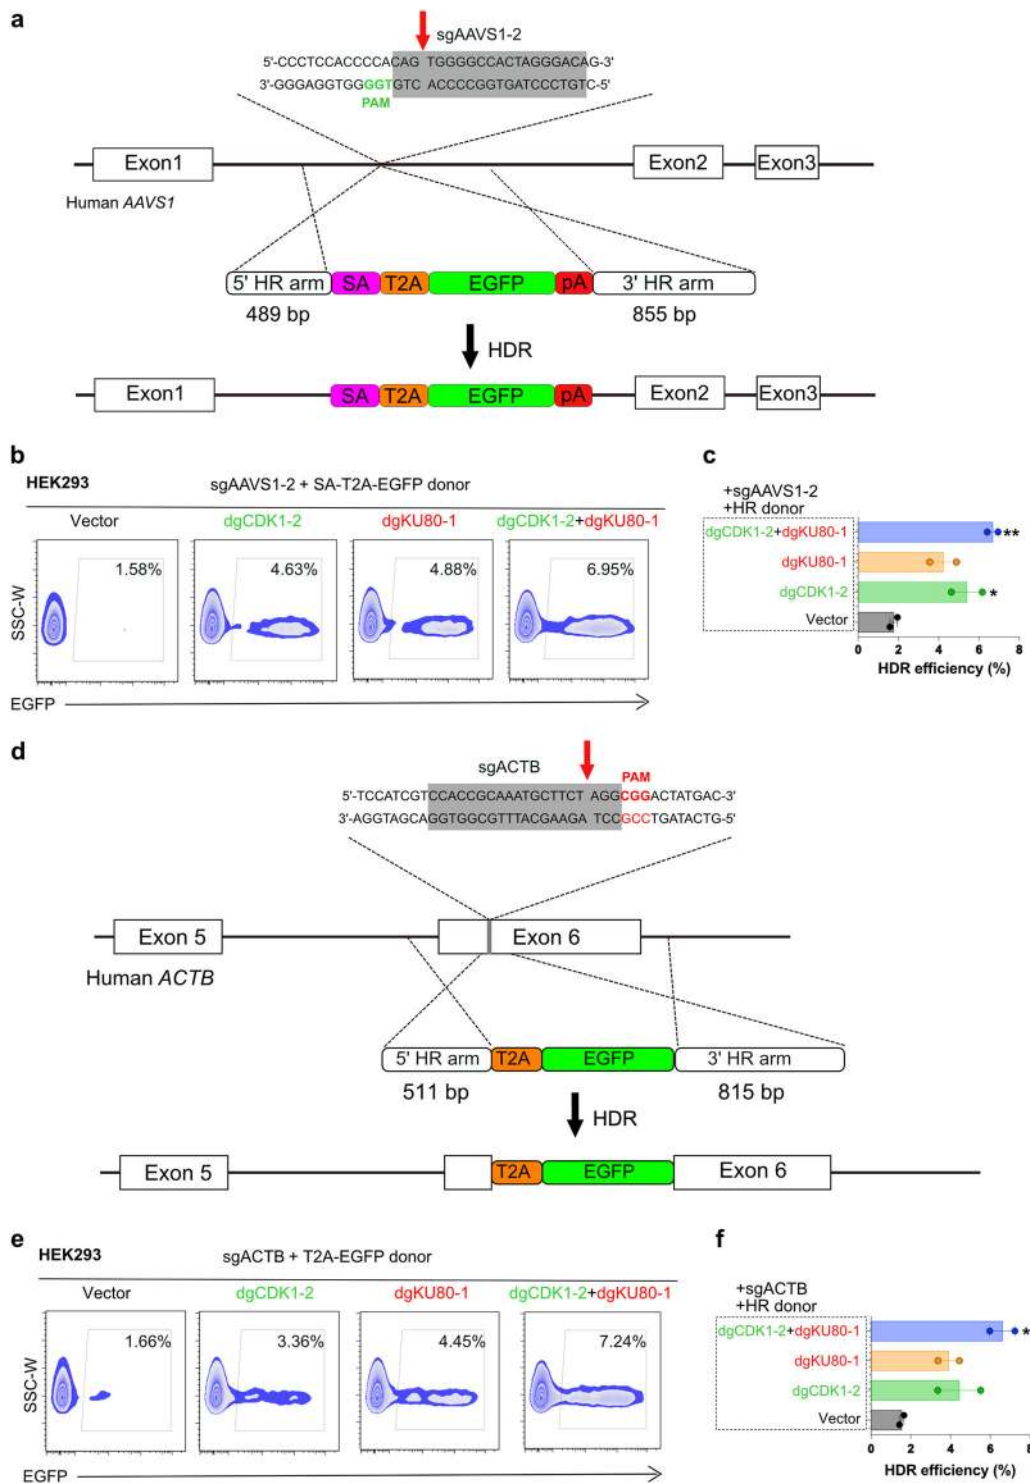 a
sgAAVS1-2
5'-CCCTCCACCCCACAG TGGGGCCACTAGGGACAG-3'
3'-GGGAGGTGGGGTGTC ACCCCGGTGATCCCTGTC-5'
PAM
Exon1
Exon2
Exon3
Human AAVS1
5' HR arm
SA
T2A
EGFP
pA
3' HR arm
489 bp
855 bp
HDR
Exon1
SA
T2A
EGFP
pA
Exon2
Exon3
b
HEK293
sgAAVS1-2 + SA-T2A-EGFP donor
Vector
dgCDK1-2
dgKU80-1
dgCDK1-2+dgKU80-1
1.58%
4.63%
4.88%
6.95%
SSC-W
EGFP
c
+sgAAVS1-2
+HR donor
dgCDK1-2+dgKU80-1
**
dgKU80-1
dgCDK1-2
*
Vector
0 2 4 6 8
HDR efficiency (%)
d
sgACTB
PAM
5'-TCCATCGTCCACCGCAAATGCTTCT AGGCGGACTATGAC-3'
3'-AGGTAGCAGGTGGCGTTTACGAAGA TCCGCCTGATACTG-5'
Exon 5
Exon 6
Human ACTB
5' HR arm
T2A
EGFP
3' HR arm
511 bp
815 bp
HDR
Exon 5
T2A
EGFP
Exon 6
e
HEK293
sgACTB + T2A-EGFP donor
Vector
dgCDK1-2
dgKU80-1
dgCDK1-2+dgKU80-1
1.66%
3.36%
4.45%
7.24%
SSC-W
EGFP
f
+sgACTB
+HR donor
dgCDK1-2+dgKU80-1
*
dgKU80-1
dgCDK1-2
Vector
0 2 4 6 8
HDR efficiency (%)